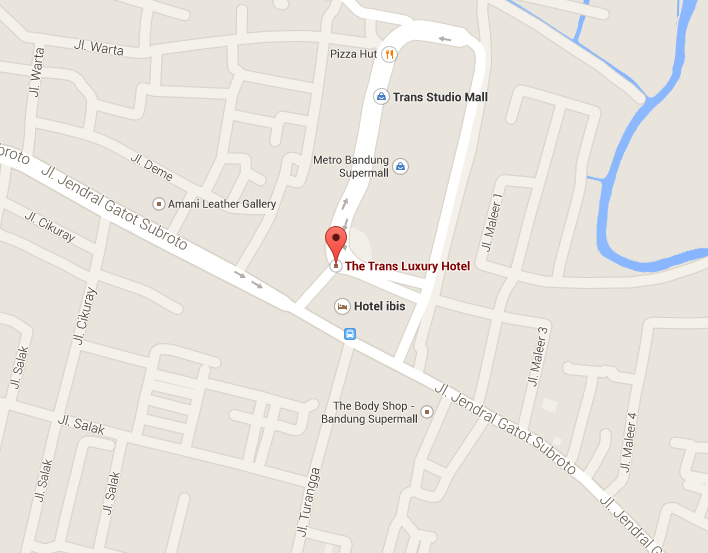 Jl. Warta
Jl. Warta
Pizza Hut
Trans Studio Mall
Metro Bandung
Supermall
Jl. Deme
broto
Jl. Jendral Gatot Subroto
Amani Leather Gallery
Jl. Maleer 1
Jl. Cikuray
The Trans Luxury Hotel
Hotel ibis
Jl. Cikuray
Jl. Salak
Jl. Maleer 3
Jl. Jendral Gatot Subroto
The Body Shop -
Bandung Supermall
Jl. Salak
Jl. Maleer 4
Jl. Salak
Jl. Salak
Jl. Turangga
Jl. Jendral Ga